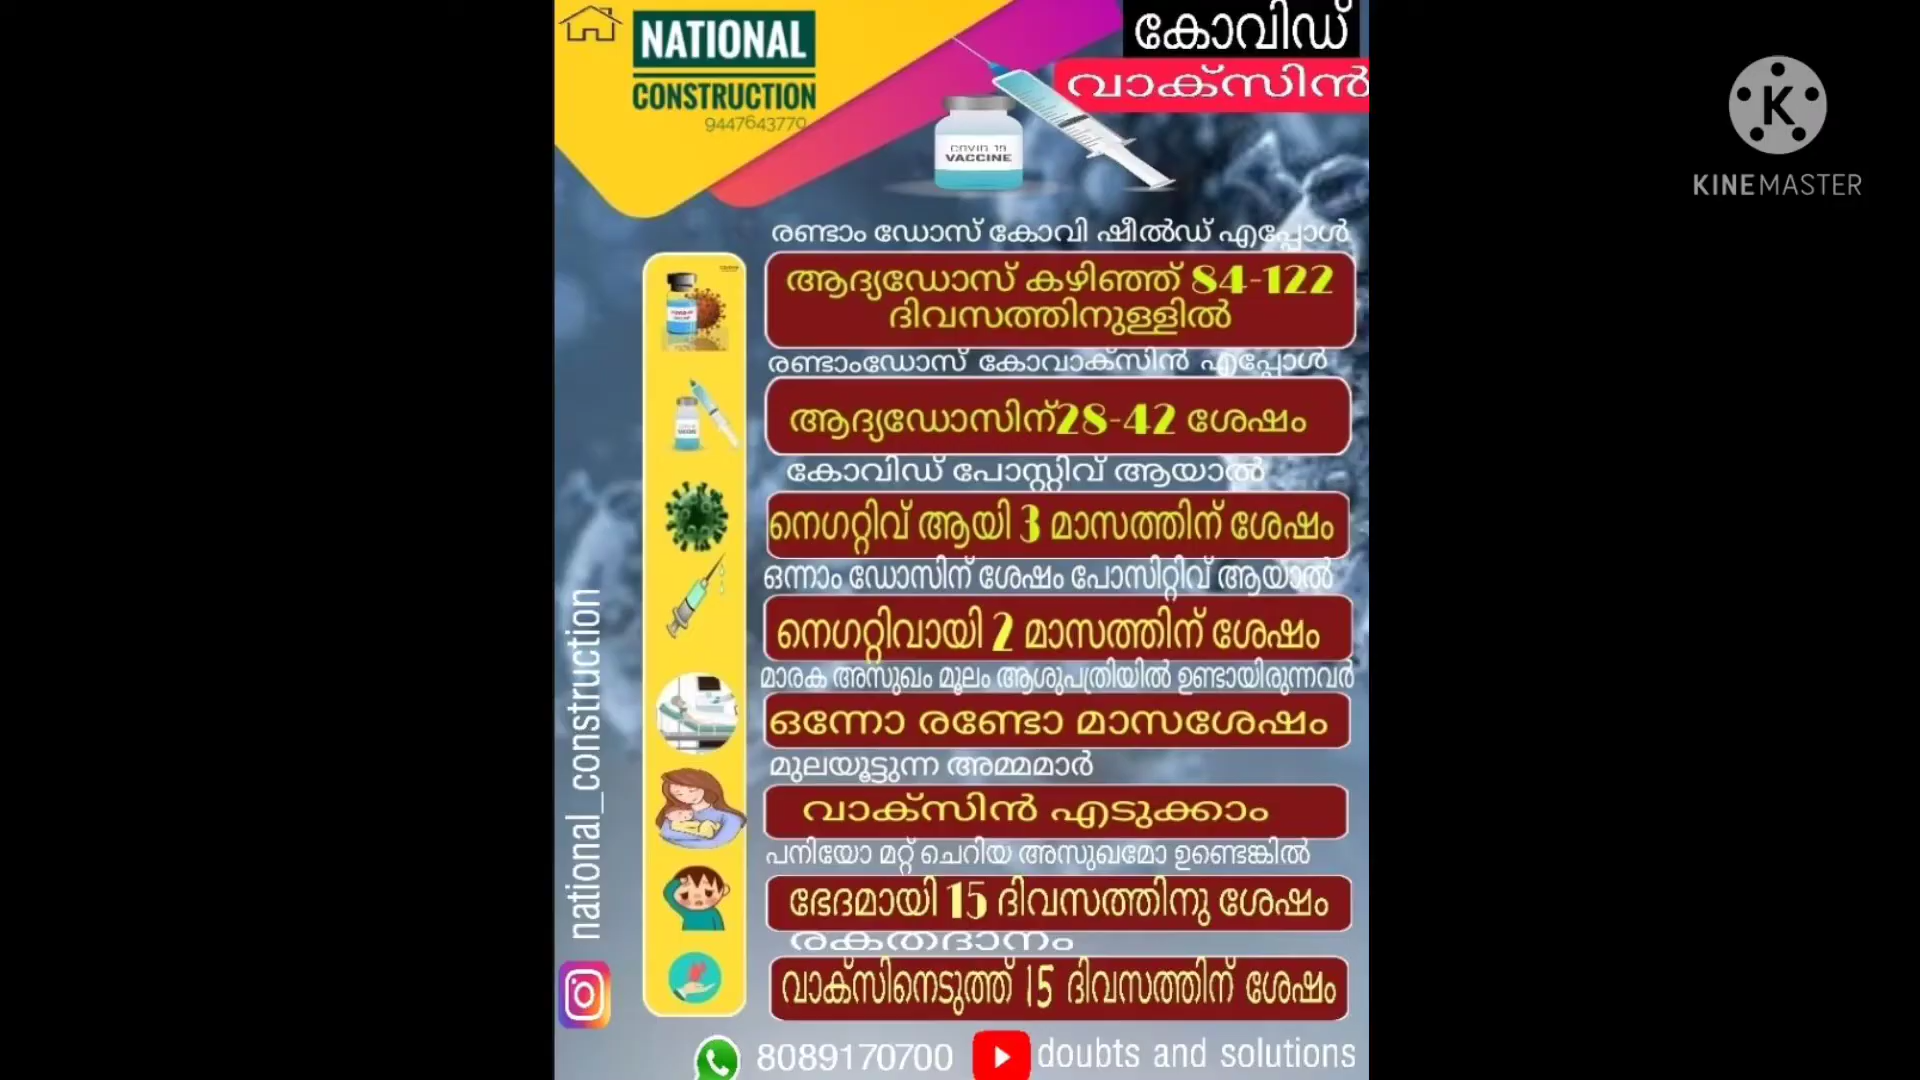 NATIONAL
CONSTRUCTION
9447643770
കോവിഡ്
വാക്സിൻ
COVID 19
VACCINE
KINEMASTER
രണ്ടാം ഡോസ് കോവി ഷീൽഡ് എപ്പോൾ
ആദ്യഡോസ് കഴിഞ്ഞ് 84-122
ദിവസത്തിനുള്ളിൽ
രണ്ടാംഡോസ് കോവാക്സിൻ എപ്പോൾ
ആദ്യഡോസിന്28-42 ശേഷം
കോവിഡ് പോസ്റ്റിവ് ആയാൽ
നെഗറ്റിവ് ആയി 3 മാസത്തിന് ശേഷം
ഒന്നാം ഡോസിന് ശേഷം പോസിറ്റിവ് ആയാൽ
നെഗറ്റിവായി 2 മാസത്തിന് ശേഷം
മാരക അസുഖം മൂലം ആശുപത്രിയിൽ ഉണ്ടായിരുന്നവർ
ഒന്നോ രണ്ടോ മാസശേഷം
മുലയൂട്ടുന്ന അമ്മമാർ
വാക്സിൻ എടുക്കാം
പനിയോ മറ്റ് ചെറിയ അസുഖമോ ഉണ്ടെങ്കിൽ
ഭേദമായി 15 ദിവസത്തിനു ശേഷം
രക്തദാനം
വാക്സിനെടുത്ത് 15 ദിവസത്തിന് ശേഷം
national_construction
8089170700
doubts and solutions